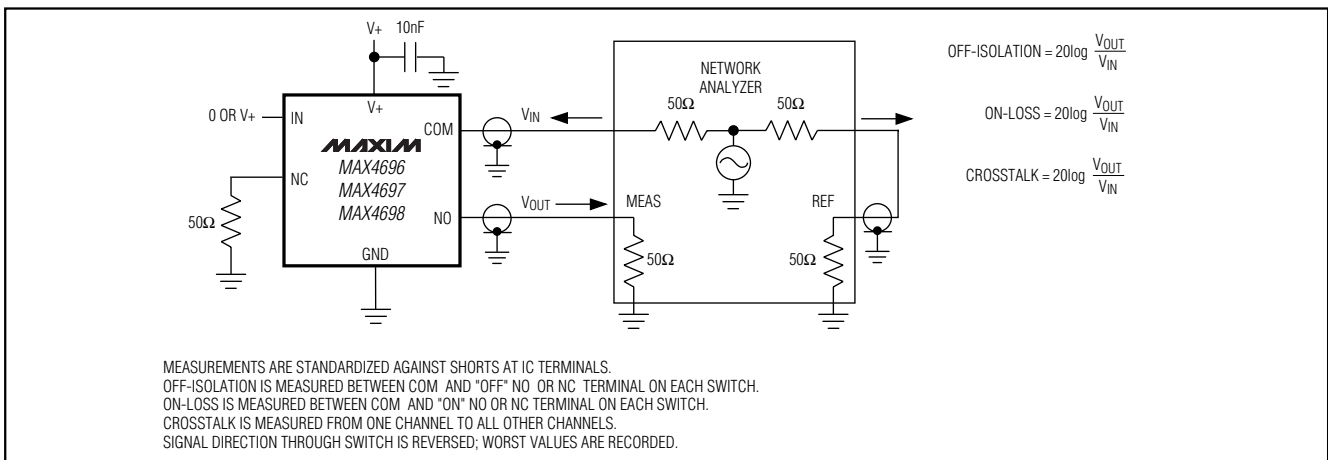 V+ 10nF
V+
0 OR V+ IN
COM
MAXIM
MAX4696
MAX4697
MAX4698
NC
NO
50Ω
GND
VIN
VOUT
NETWORK
ANALYZER
50Ω 50Ω
MEAS REF
50Ω 50Ω
OFF-ISOLATION = 20log VOUT
VIN
ON-LOSS = 20log VOUT
VIN
CROSSTALK = 20log VOUT
VIN
MEASUREMENTS ARE STANDARDIZED AGAINST SHORTS AT IC TERMINALS.
OFF-ISOLATION IS MEASURED BETWEEN COM AND "OFF" NO OR NC TERMINAL ON EACH SWITCH.
ON-LOSS IS MEASURED BETWEEN COM AND "ON" NO OR NC TERMINAL ON EACH SWITCH.
CROSSTALK IS MEASURED FROM ONE CHANNEL TO ALL OTHER CHANNELS.
SIGNAL DIRECTION THROUGH SWITCH IS REVERSED; WORST VALUES ARE RECORDED.